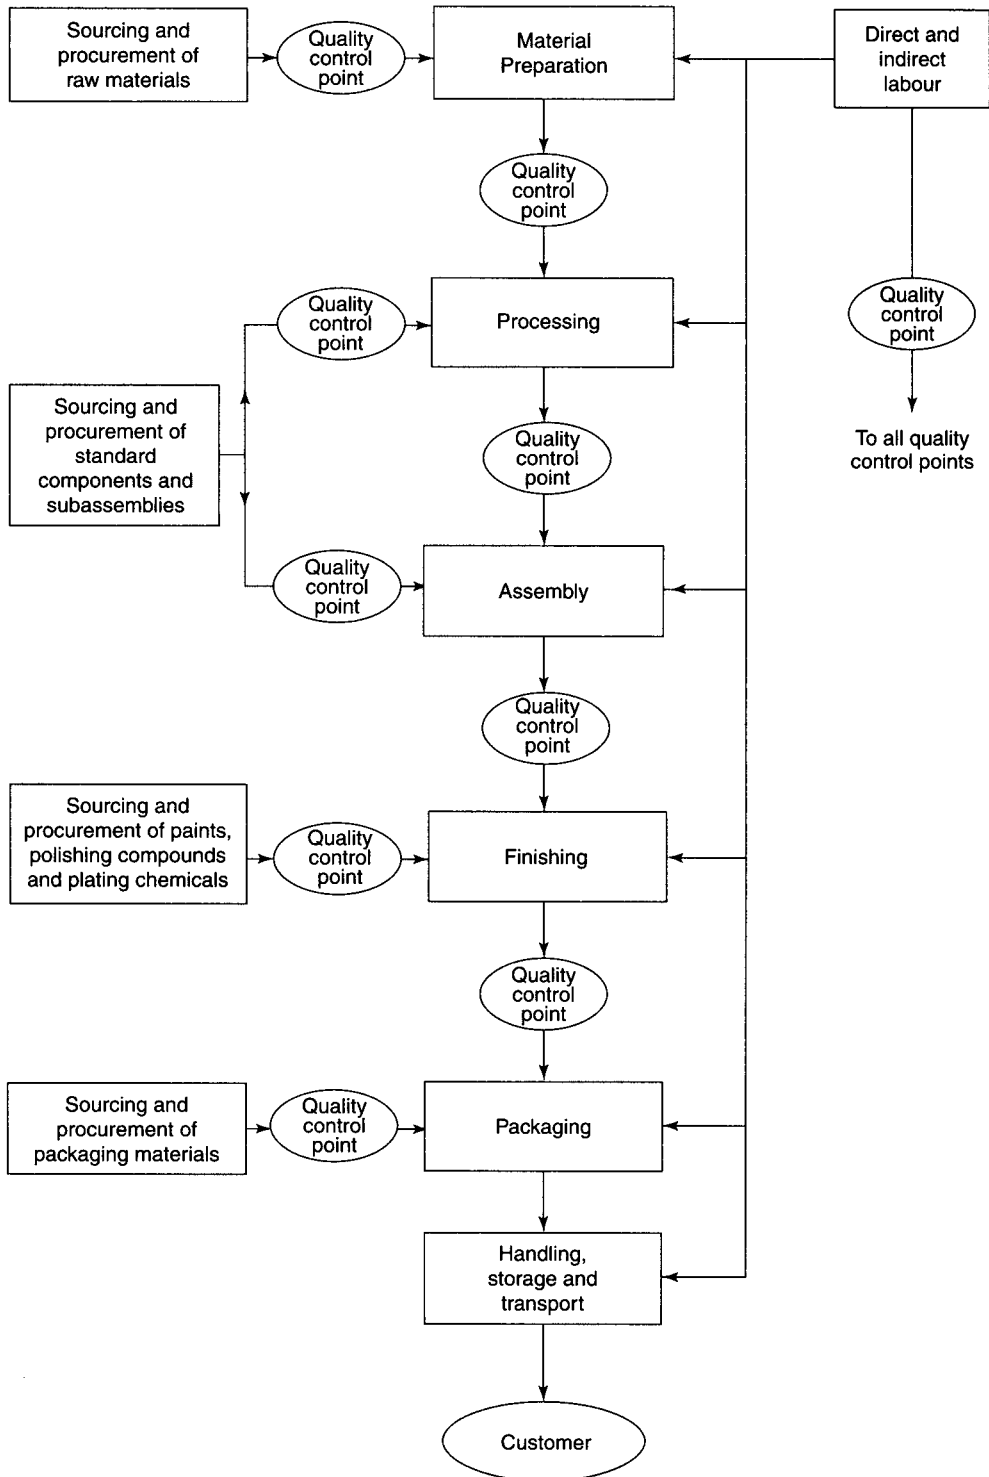 Sourcing and
procurement of
raw materials
Quality
control
point
Material
Preparation
Direct and
indirect
labour
Quality
control
point
Quality
control
point
Processing
Quality
control
point
To all quality
control points
Sourcing and
procurement of
standard
components and
subassemblies
Quality
control
point
Quality
control
point
Assembly
Quality
control
point
Sourcing and
procurement of paints,
polishing compounds
and plating chemicals
Quality
control
point
Finishing
Quality
control
point
Sourcing and
procurement of
packaging materials
Quality
control
point
Packaging
Handling,
storage and
transport
Customer